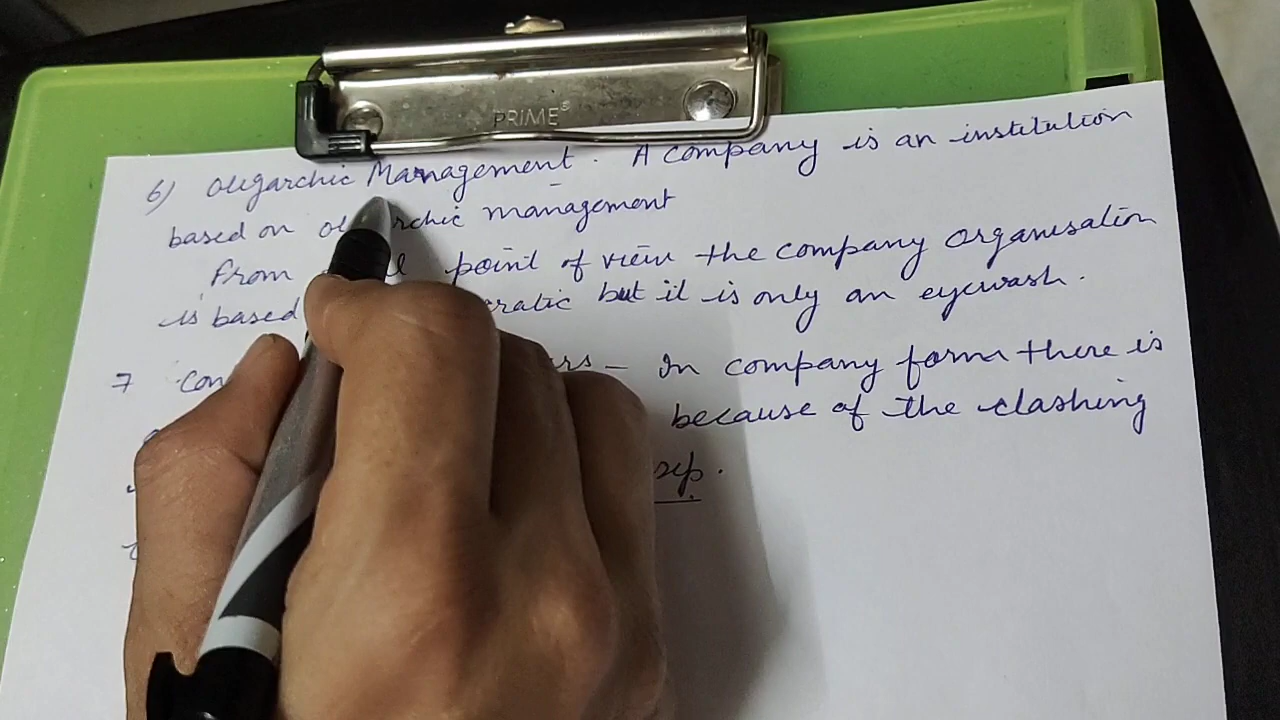 PRIME®
6) Oligarchic Management. A company is an institution
based on rchic management
From point of view the company organisation
is based cratic but it is only an eyewash.
7 Con rs – In company form there is
because of the clashing
sip.